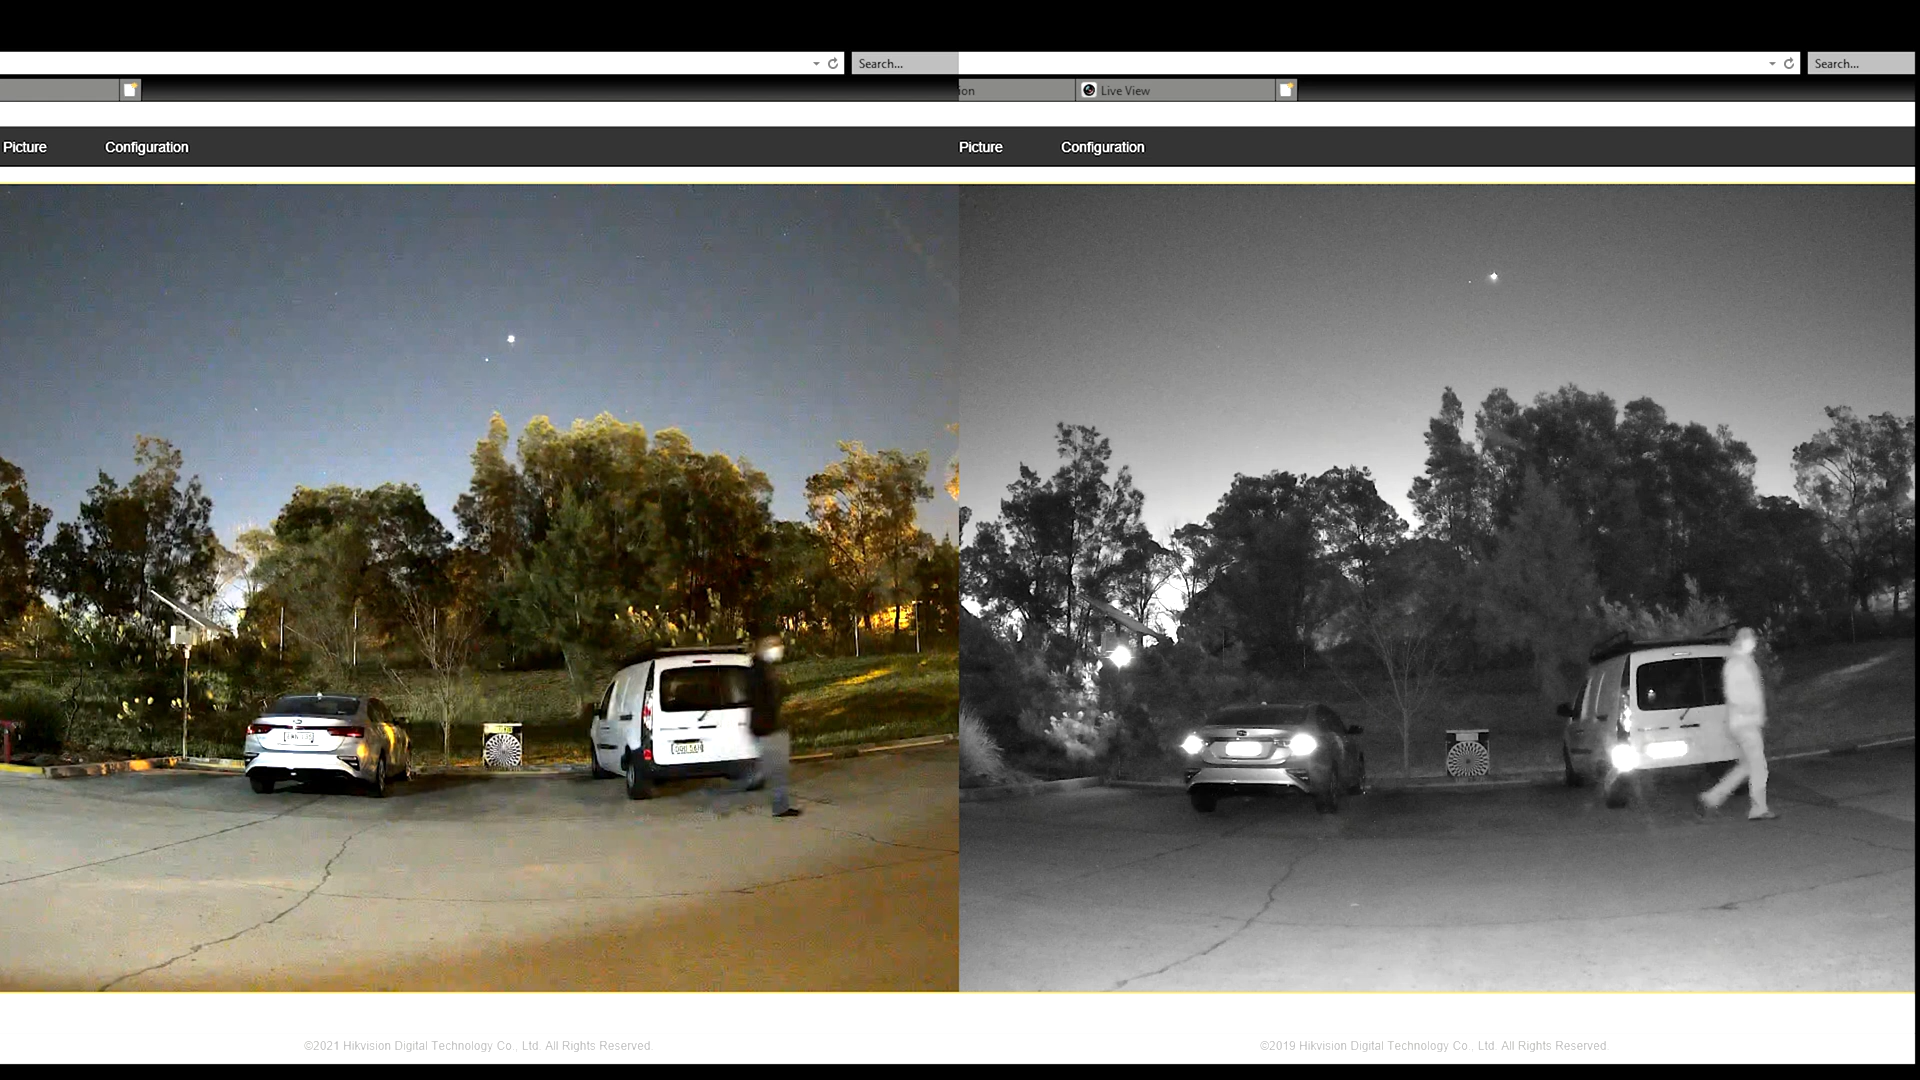 Search...
Search...
ion
Live View
Picture
Configuration
Picture
Configuration
©2021 Hikvision Digital Technology Co., Ltd. All Rights Reserved.
©2019 Hikvision Digital Technology Co., Ltd. All Rights Reserved.